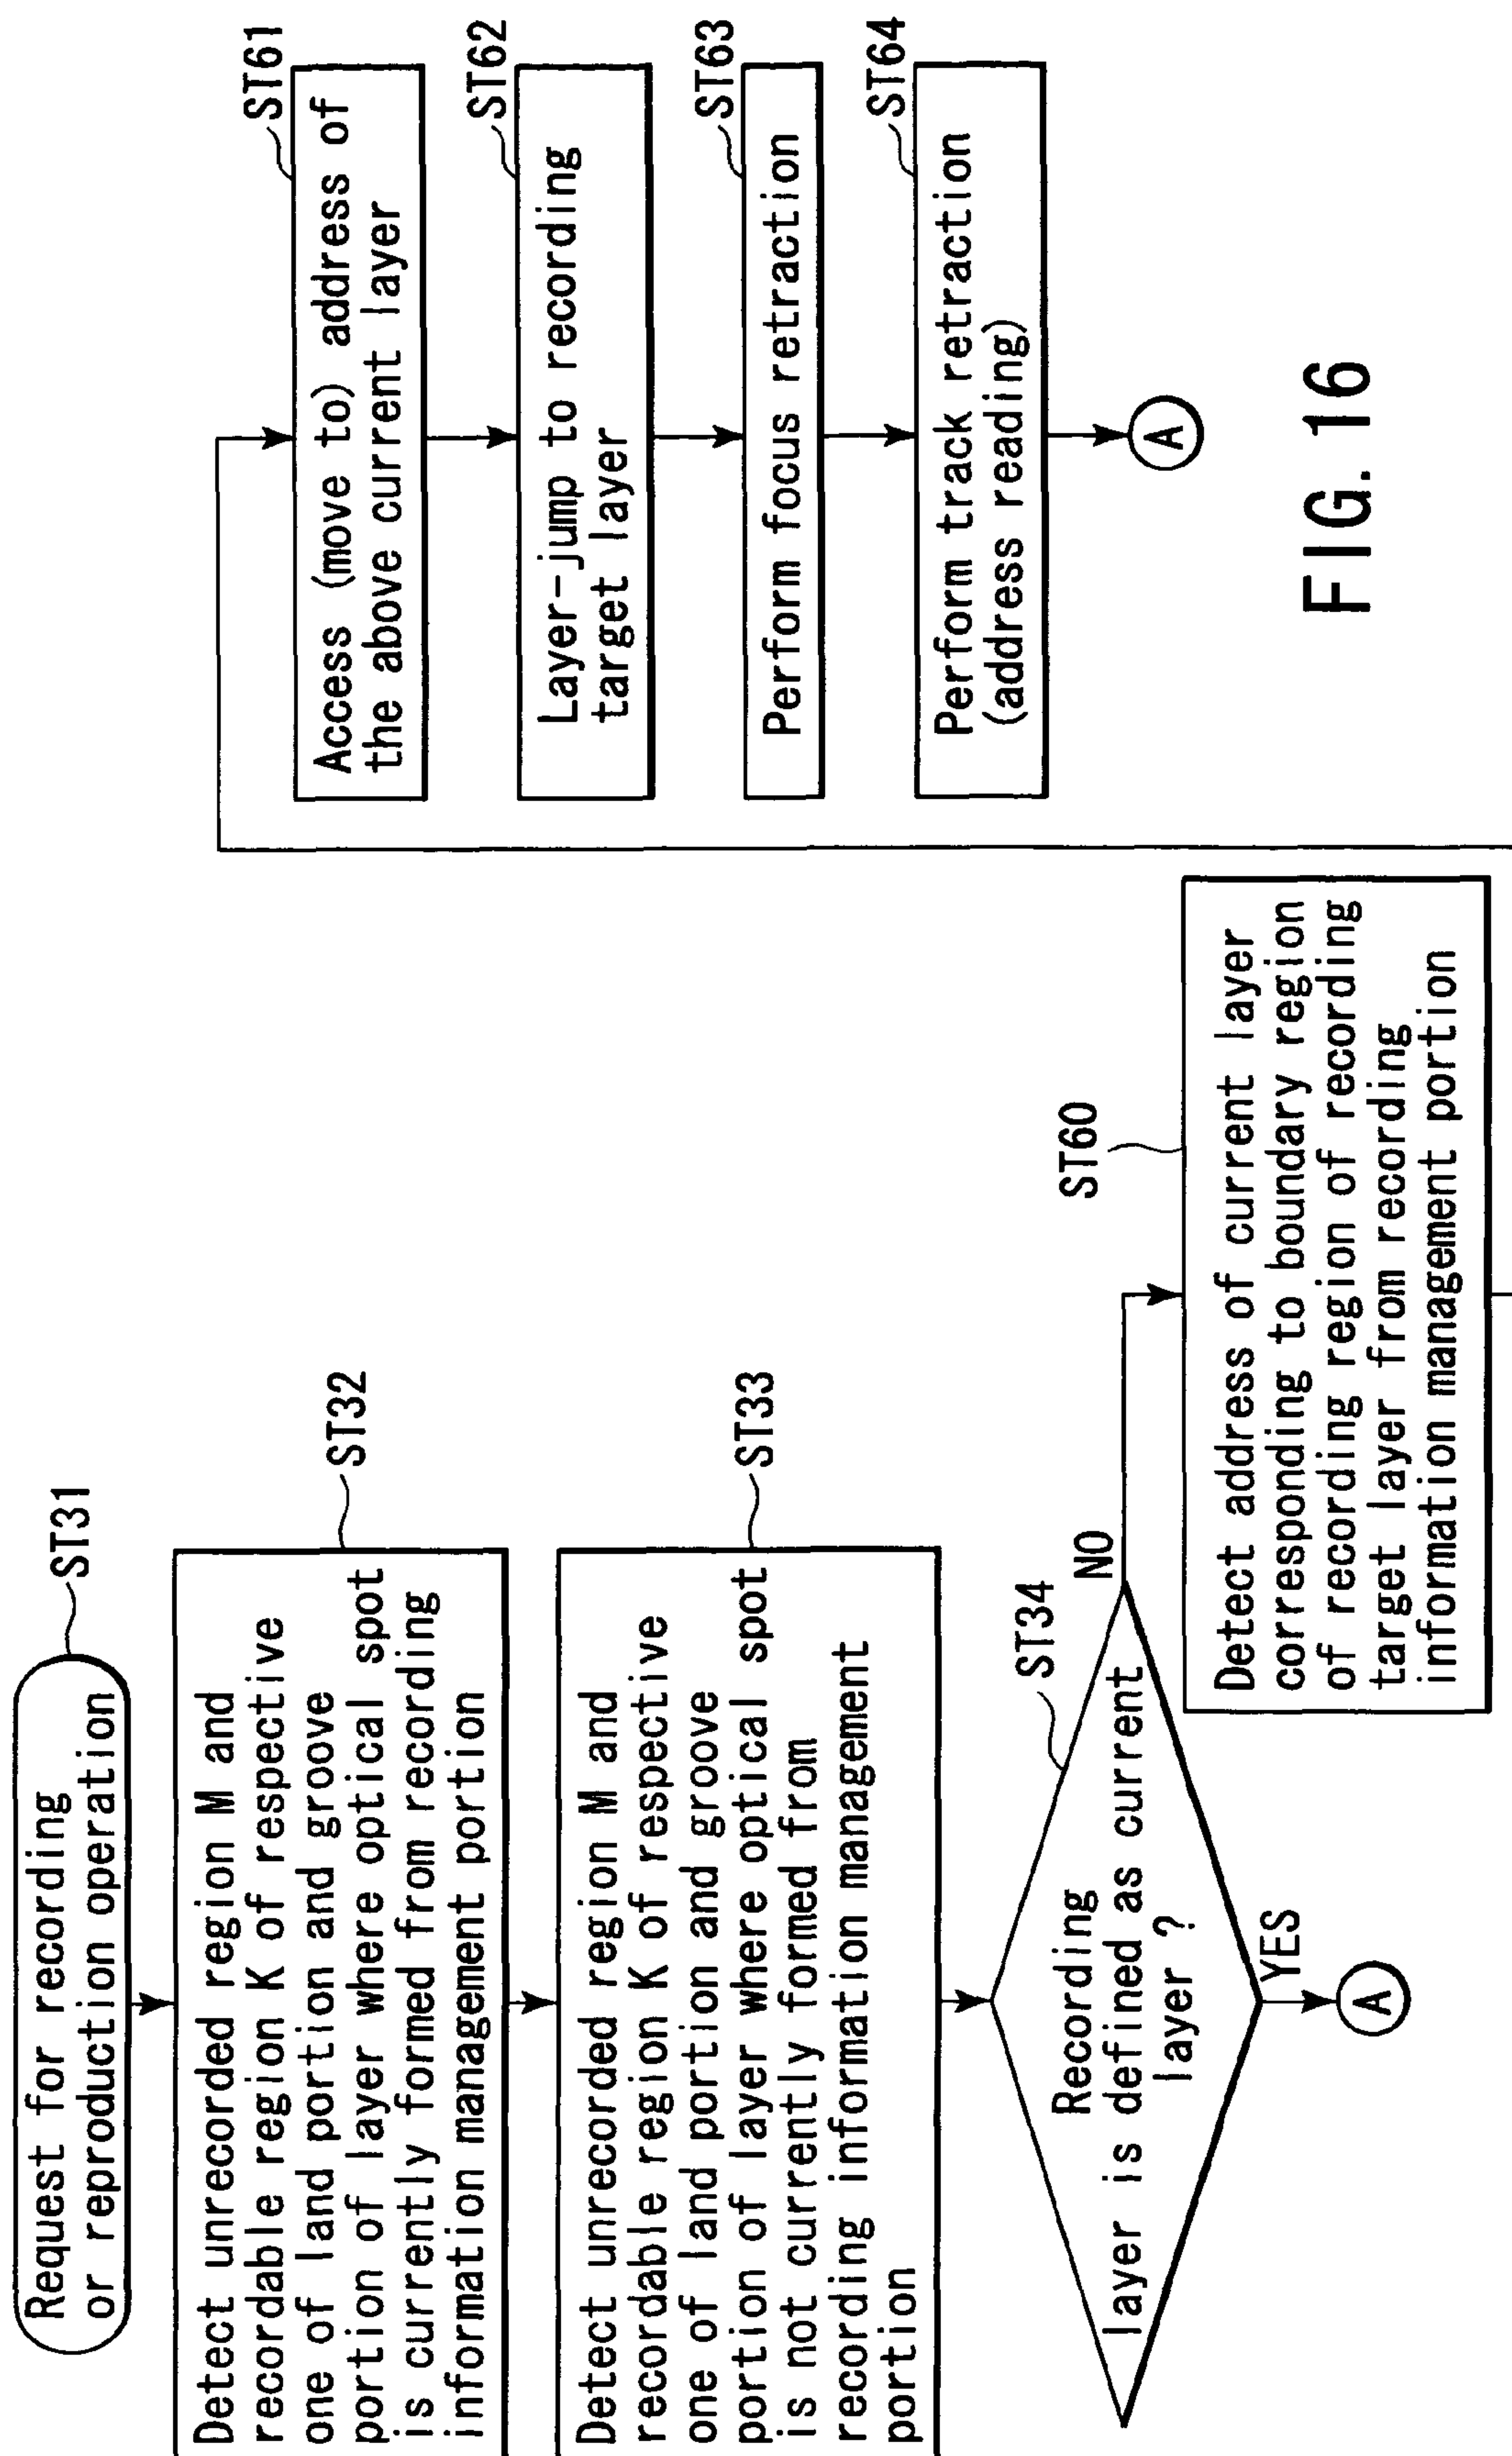 Request for recording
or reproduction operation
ST31
Detect unrecorded region M and
recordable region K of respective
one of land portion and groove
portion of layer where optical spot
is currently formed from recording
information management portion
ST32
Detect unrecorded region M and
recordable region K of respective
one of land portion and groove
portion of layer where optical spot
is not currently formed from
recording information management
portion
ST33
Recording
layer is defined as current
layer ?
ST34
NO
YES
A
Detect address of current layer
corresponding to boundary region
of recording region of recording
target layer from recording
information management portion
ST60
Access (move to) address of
the above current layer
ST61
Layer-jump to recording
target layer
ST62
Perform focus retraction
ST63
Perform track retraction
(address reading)
ST64
A
FIG. 16